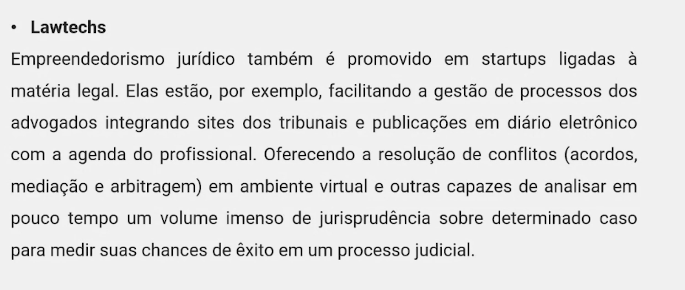 • Lawtechs
Empreendedorismo jurídico também é promovido em startups ligadas à
matéria legal. Elas estão, por exemplo, facilitando a gestão de processos dos
advogados integrando sites dos tribunais e publicações em diário eletrônico
com a agenda do profissional. Oferecendo a resolução de conflitos (acordos,
mediação e arbitragem) em ambiente virtual e outras capazes de analisar em
pouco tempo um volume imenso de jurisprudência sobre determinado caso
para medir suas chances de êxito em um processo judicial.